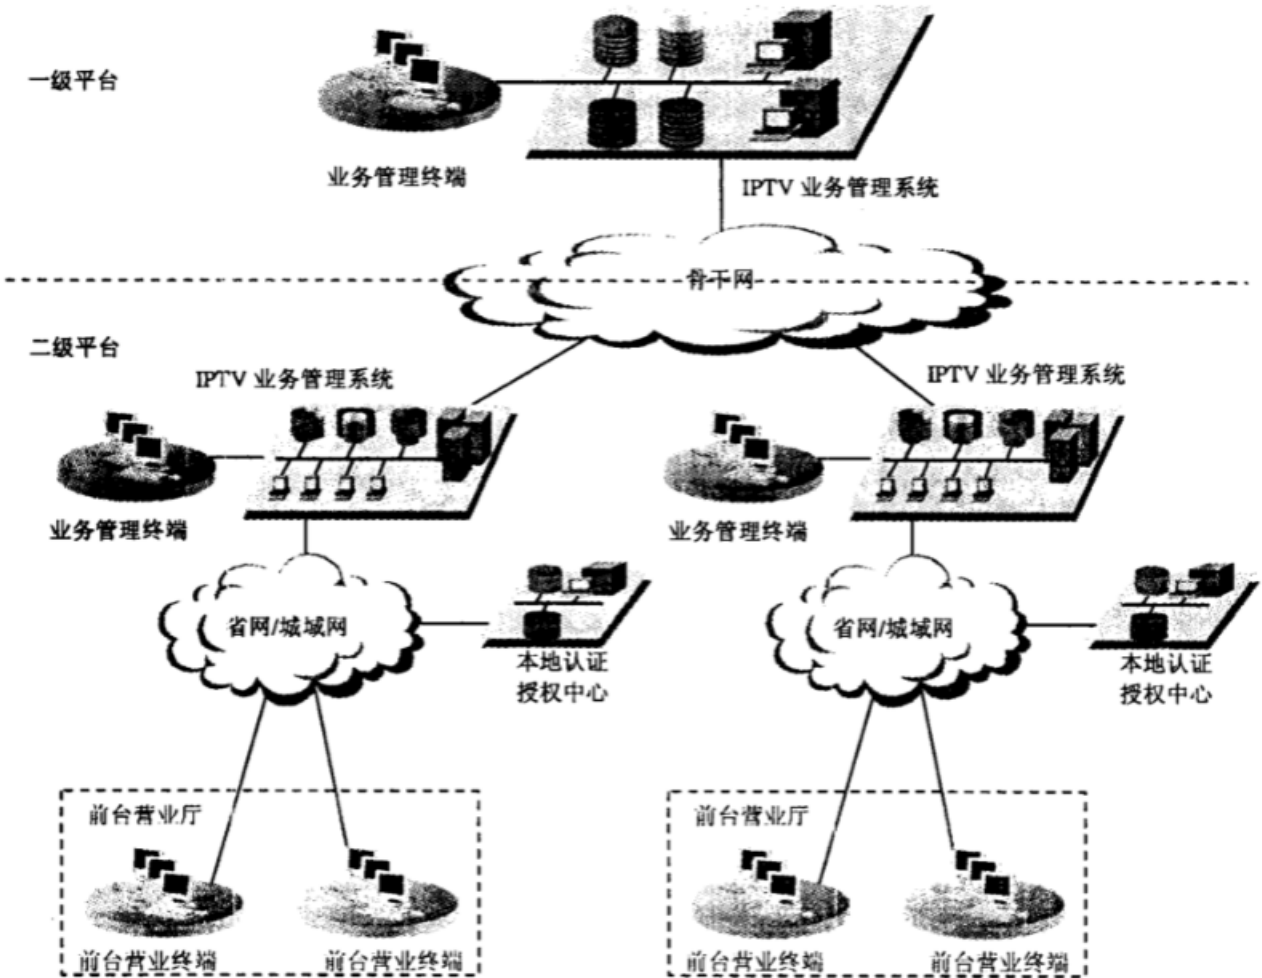 一级平台
业务管理终端
IPTV 业务管理系统
骨干网
二级平台
IPTV 业务管理系统
IPTV 业务管理系统
业务管理终端
业务管理终端
省网/城域网
本地认证
授权中心
省网/城域网
本地认证
授权中心
前台营业厅
前台营业终端
前台营业终端
前台营业厅
前台营业终端
前台营业终端